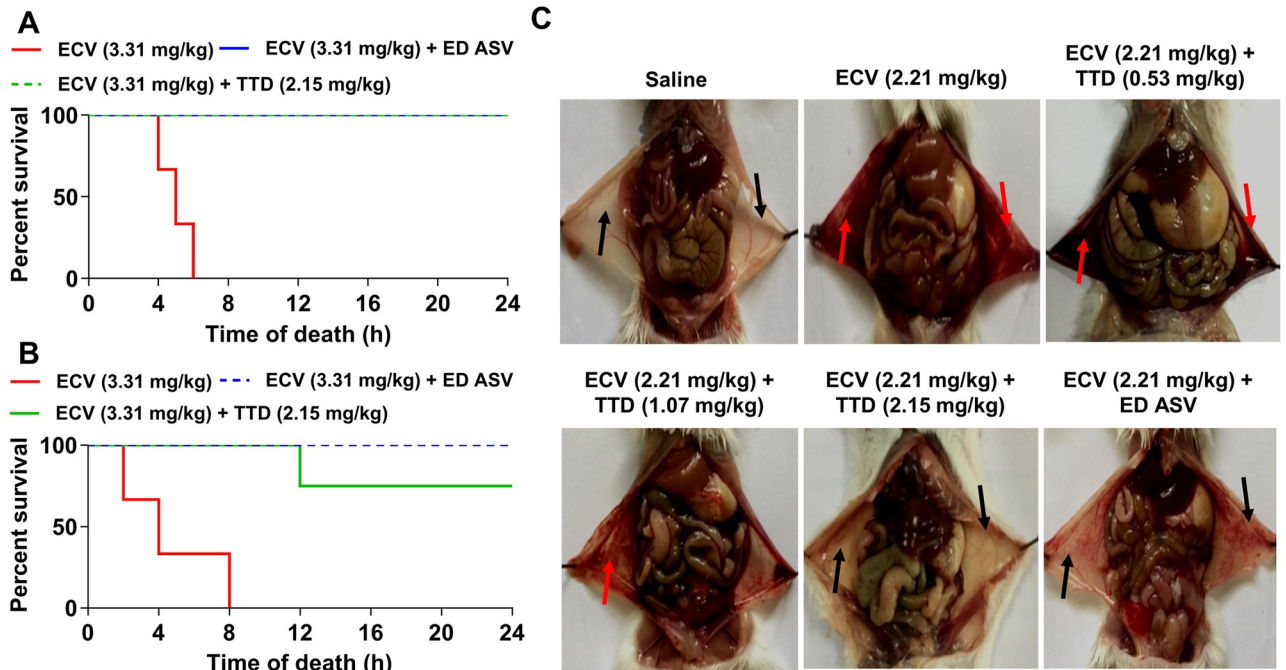 A
ECV (3.31 mg/kg) ECV (3.31 mg/kg) + ED ASV
ECV (3.31 mg/kg) + TTD (2.15 mg/kg)
Percent survival
100
50
0
0 4 8 12 16 20 24
Time of death (h)
B
ECV (3.31 mg/kg) ECV (3.31 mg/kg) + ED ASV
ECV (3.31 mg/kg) + TTD (2.15 mg/kg)
Percent survival
100
50
0
0 4 8 12 16 20 24
Time of death (h)
C
Saline
ECV (2.21 mg/kg)
ECV (2.21 mg/kg) +
TTD (0.53 mg/kg)
ECV (2.21 mg/kg) +
TTD (1.07 mg/kg)
ECV (2.21 mg/kg) +
TTD (2.15 mg/kg)
ECV (2.21 mg/kg) +
ED ASV